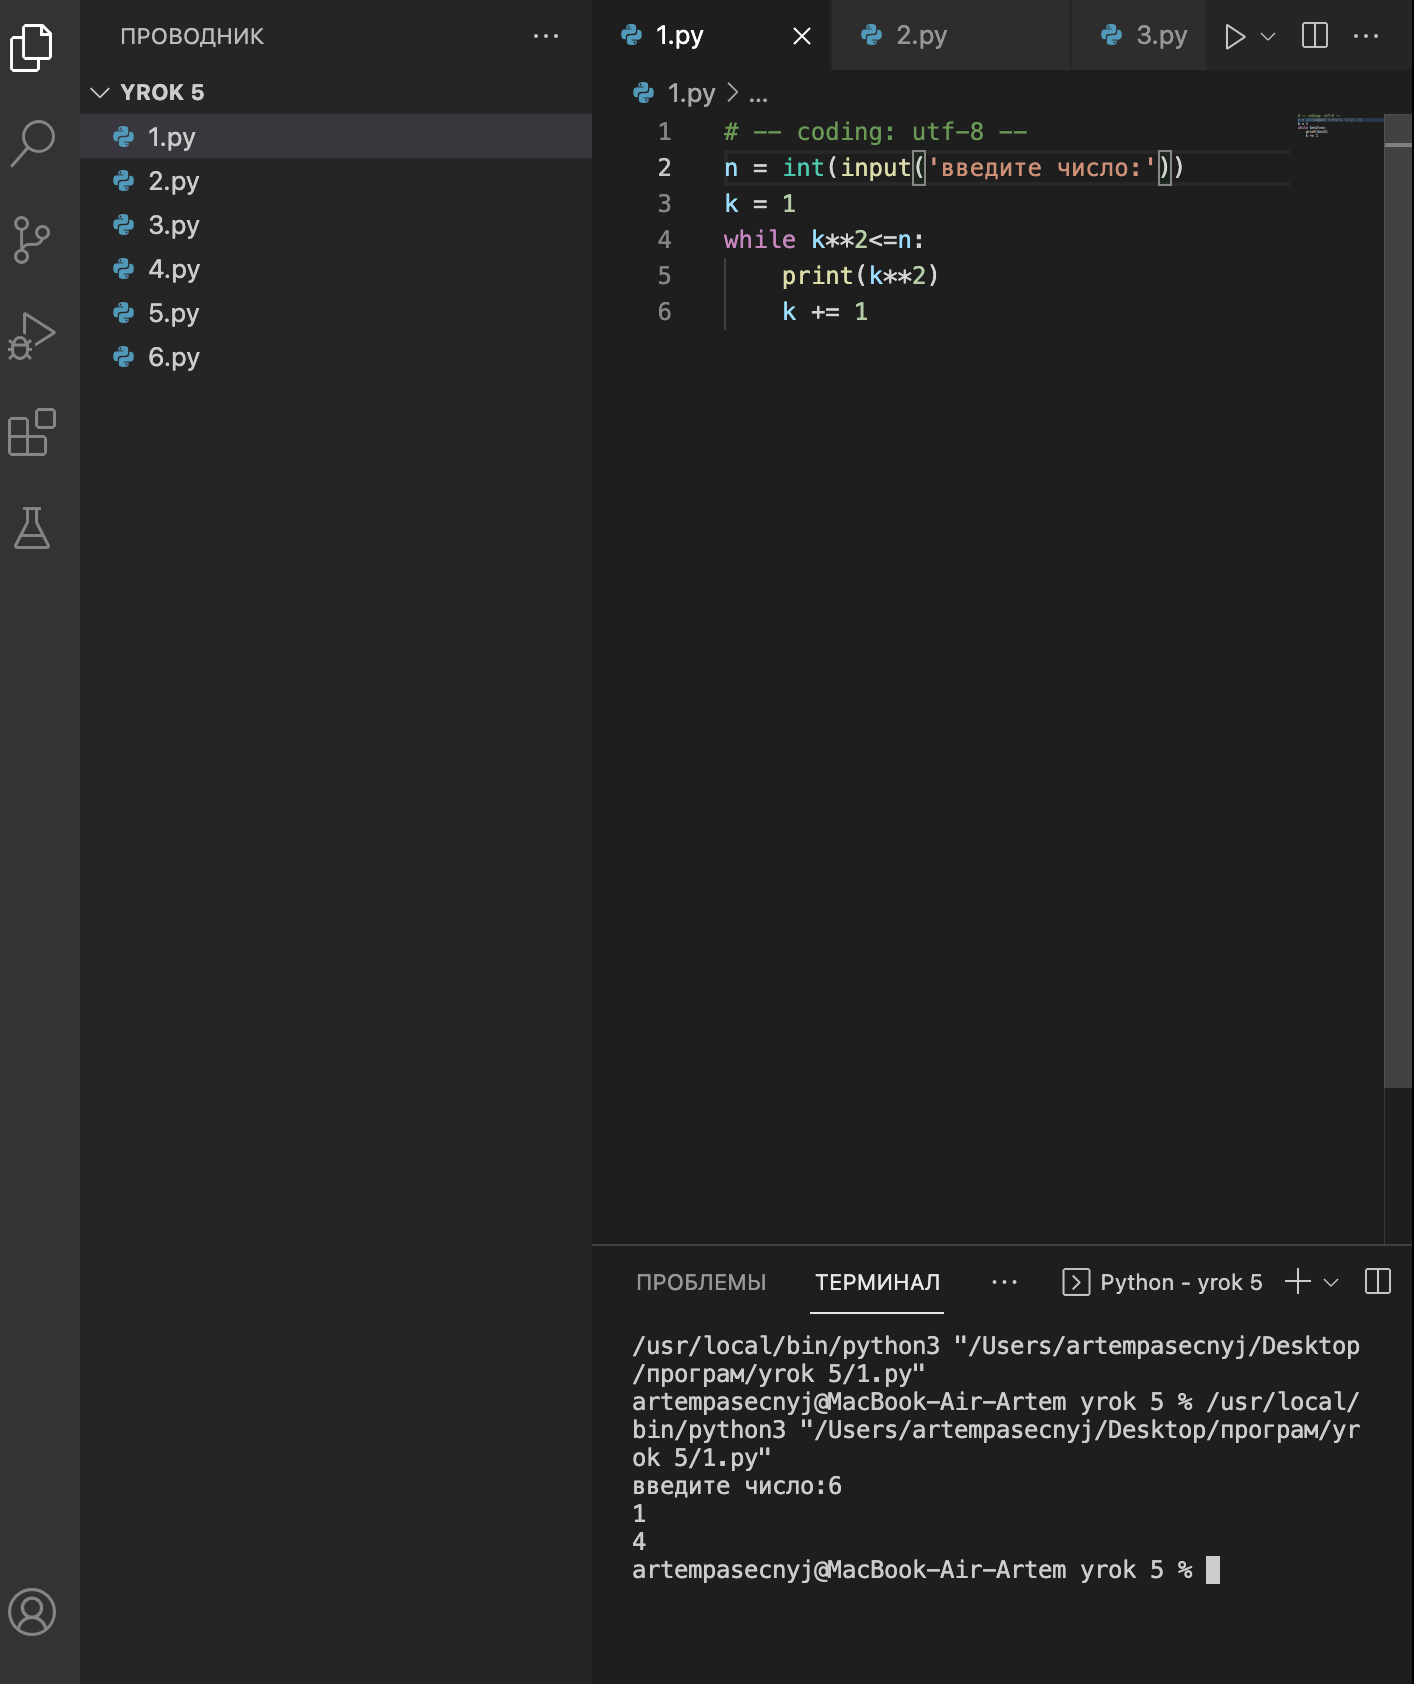 ПРОВОДНИК
YROK 5
1.py
2.py
3.py
4.py
5.py
6.py
1.py 2.py 3.py
1.py > ...
1 # -- coding: utf-8 --
2 n = int(input('введите число:'))
3 k = 1
4 while k**2<=n:
5 print(k**2)
6 k += 1
ПРОБЛЕМЫ ТЕРМИНАЛ ... Python - yrok 5
/usr/local/bin/python3 "/Users/artempasecnyj/Desktop
/програм/yrok 5/1.py"
artempasecnyj@MacBook-Air-Artem yrok 5 % /usr/local/
bin/python3 "/Users/artempasecnyj/Desktop/програм/yr
ok 5/1.py"
введите число:6
1
4
artempasecnyj@MacBook-Air-Artem yrok 5 %